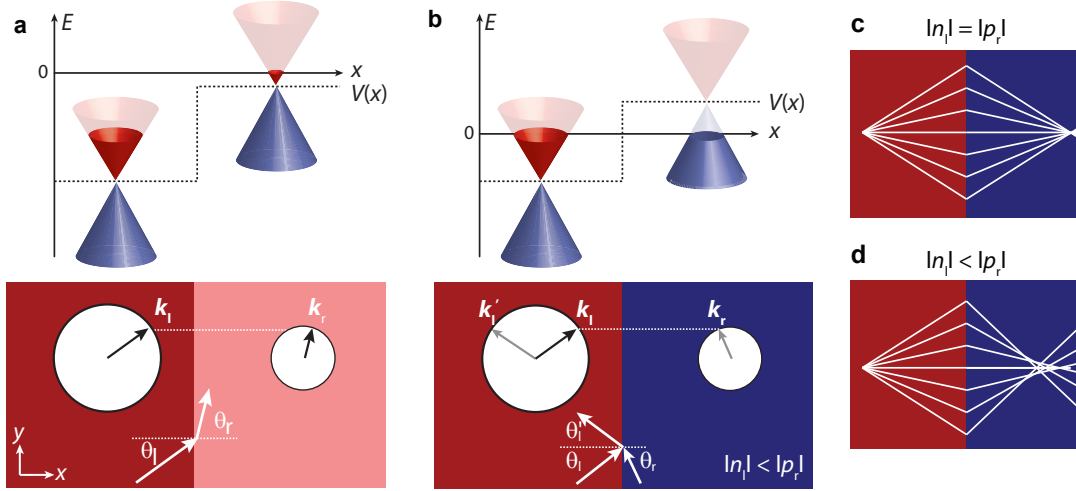 a
E
0
x
V(x)
k_l
k_r
θ_l
θ_r
y
x
b
E
V(x)
0
x
k_l'
k_l
k_r
θ_l'
θ_l
θ_r
|n_l| < |p_r|
c
|n_l| = |p_r|
d
|n_l| < |p_r|